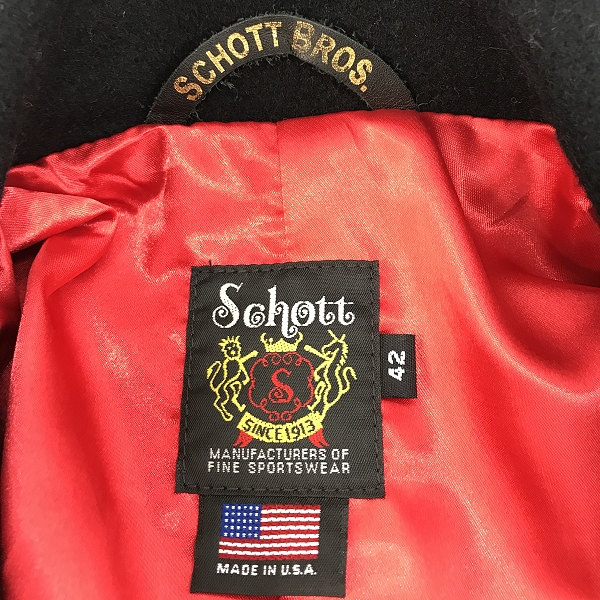 SCHOTT BROS.
Schott
S
SINCE 1913
MANUFACTURERS OF
FINE SPORTSWEAR
42
MADE IN U.S.A.